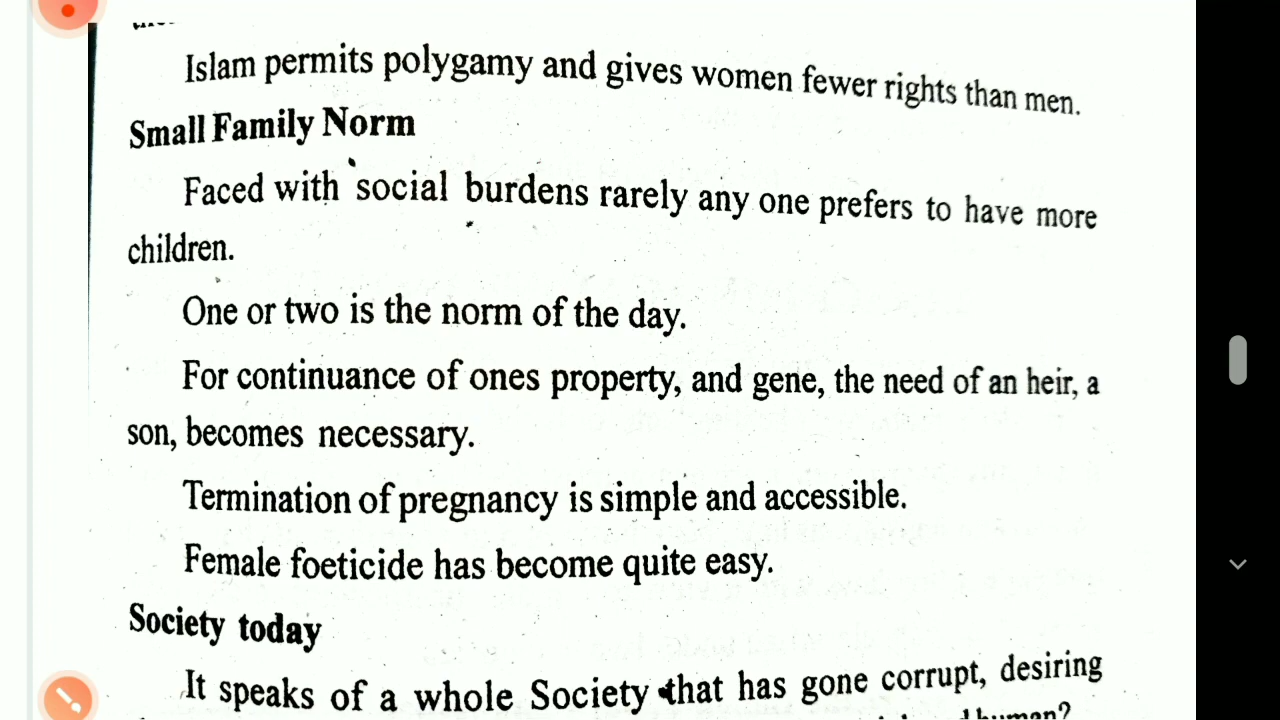 Islam permits polygamy and gives women fewer rights than men.
Small Family Norm
Faced with social burdens rarely any one prefers to have more
children.
One or two is the norm of the day.
For continuance of ones property, and gene, the need of an heir, a
son, becomes necessary.
Termination of pregnancy is simple and accessible.
Female foeticide has become quite easy.
Society today
It speaks of a whole Society that has gone corrupt, desiring
human?